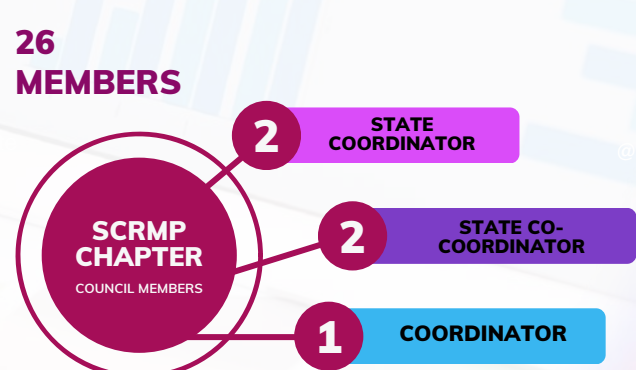 26
MEMBERS
2
STATE
COORDINATOR
@
SCRMP
CHAPTER
COUNCIL MEMBERS
2
STATE CO-
COORDINATOR
1
COORDINATOR